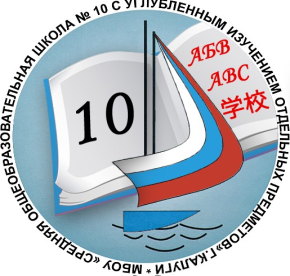 МБОУ «СРЕДНЯЯ ОБЩЕОБРАЗОВАТЕЛЬНАЯ ШКОЛА № 10 С УГЛУБЛЕННЫМ ИЗУЧЕНИЕМ ОТДЕЛЬНЫХ ПРЕДМЕТОВ» Г.КАЛУГИ *
10
АБВ
ABC
学校